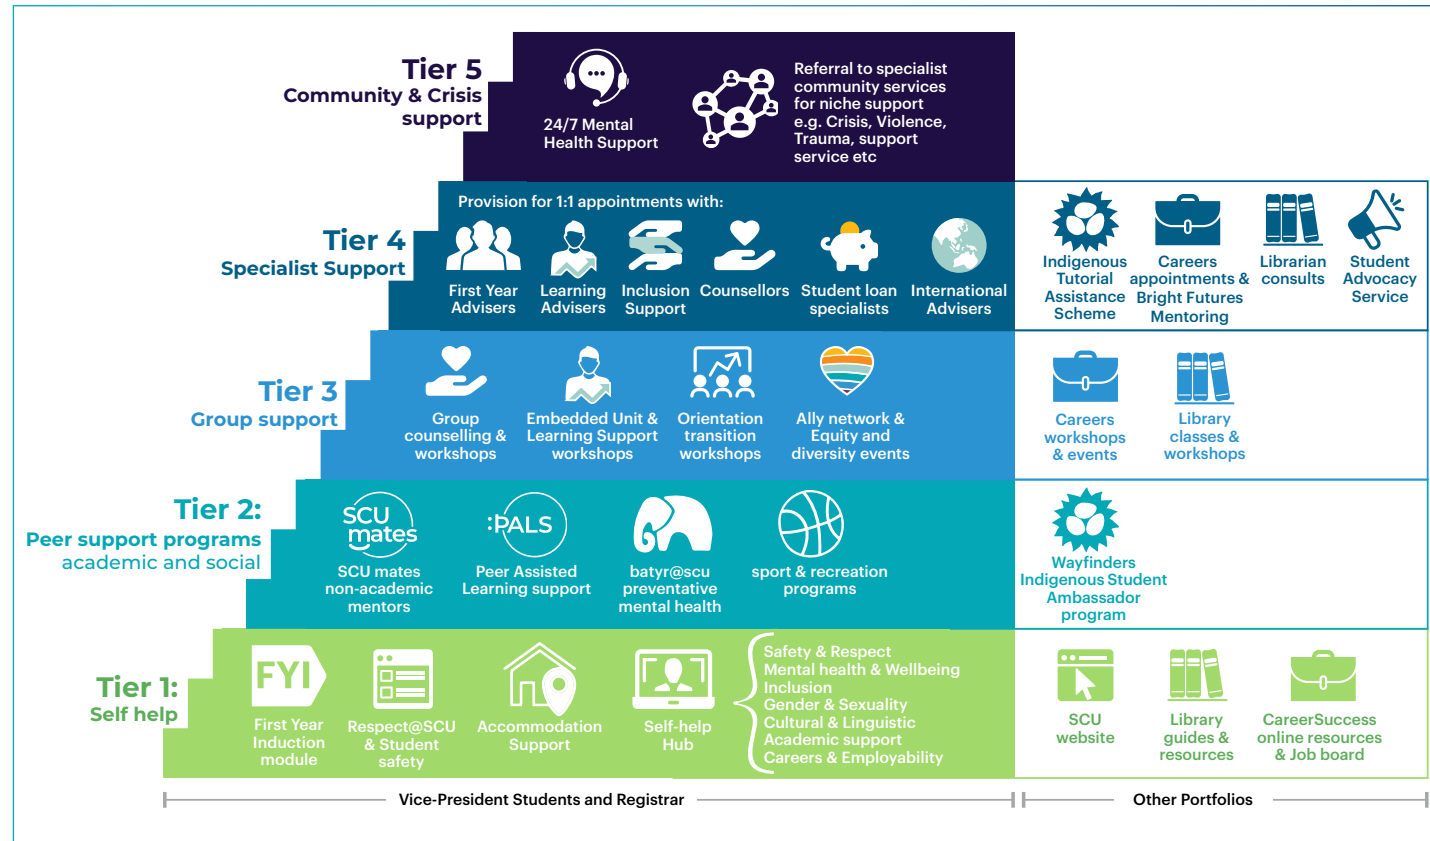 Tier 5
Community & Crisis
support
24/7 Mental
Health Support
Referral to specialist
community services
for niche support
e.g. Crisis, Violence,
Trauma, support
service etc
Tier 4
Specialist Support
Provision for 1:1 appointments with:
First Year
Advisers
Learning
Advisers
Inclusion
Support
Counsellors
Student loan
specialists
International
Advisers
Indigenous
Tutorial
Assistance
Scheme
Careers
appointments &
Bright Futures
Mentoring
Librarian
consults
Student
Advocacy
Service
Tier 3
Group support
Group
counselling &
workshops
Embedded Unit &
Learning Support
workshops
Orientation
transition
workshops
Ally network &
Equity and
diversity events
Careers
workshops
& events
Library
classes &
workshops
Tier 2:
Peer support programs
academic and social
SCU
mates
SCU mates
non-academic
mentors
:PALS
Peer Assisted
Learning support
batyr@scu
preventative
mental health
sport & recreation
programs
Wayfinders
Indigenous Student
Ambassador
program
Tier 1:
Self help
FYI
First Year
Induction
module
Respect@SCU
& Student
safety
Accommodation
Support
Self-help
Hub
Safety & Respect
Mental health & Wellbeing
Inclusion
Gender & Sexuality
Cultural & Linguistic
Academic support
Careers & Employability
SCU
website
Library
guides &
resources
CareerSuccess
online resources
& Job board
Vice-President Students and Registrar
Other Portfolios